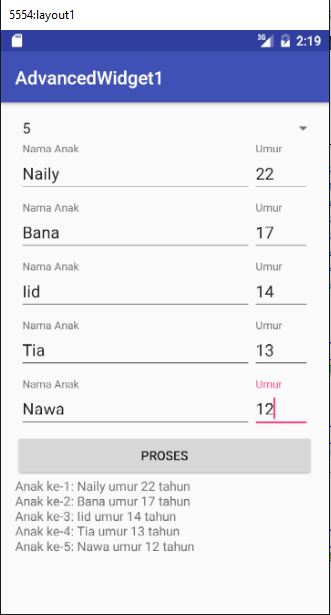 5554:layout1
3G 2:19
AdvancedWidget1
5
Nama Anak Umur
Naily 22
Nama Anak Umur
Bana 17
Nama Anak Umur
Iid 14
Nama Anak Umur
Tia 13
Nama Anak Umur
Nawa 12
PROSES
Anak ke-1: Naily umur 22 tahun
Anak ke-2: Bana umur 17 tahun
Anak ke-3: Iid umur 14 tahun
Anak ke-4: Tia umur 13 tahun
Anak ke-5: Nawa umur 12 tahun